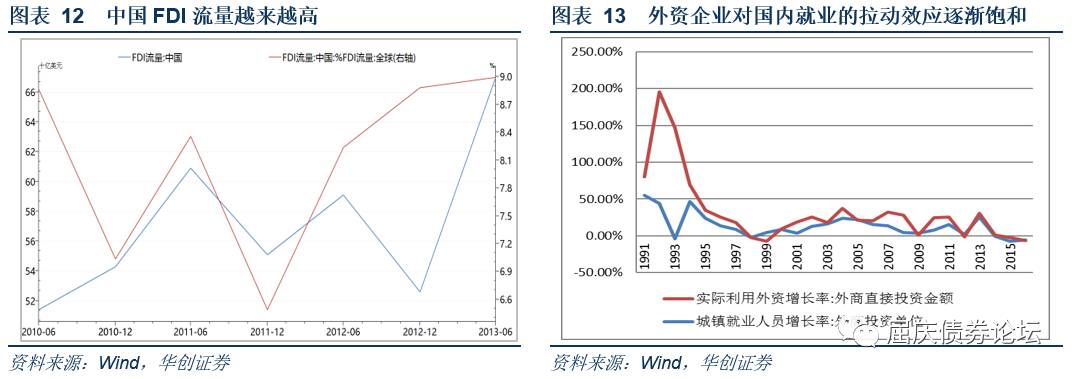 图表 12 中国 FDI 流量越来越高
十亿美元
FDI流量:中国
FDI流量:中国:%FDI流量:全球(右轴)
%
66
64
62
60
58
56
54
52
9.0
8.7
8.4
8.1
7.8
7.5
7.2
6.9
6.6
2010-06 2010-12 2011-06 2011-12 2012-06 2012-12 2013-06
资料来源：Wind，华创证券
图表 13 外资企业对国内就业的拉动效应逐渐饱和
250.00%
200.00%
150.00%
100.00%
50.00%
0.00%
-50.00%
1991 1993 1995 1997 1999 2001 2003 2005 2007 2009 2011 2013 2015
实际利用外资增长率:外商直接投资金额
城镇就业人员增长率:外商投资单位
屈庆债券论坛
资料来源：Wind，华创证券